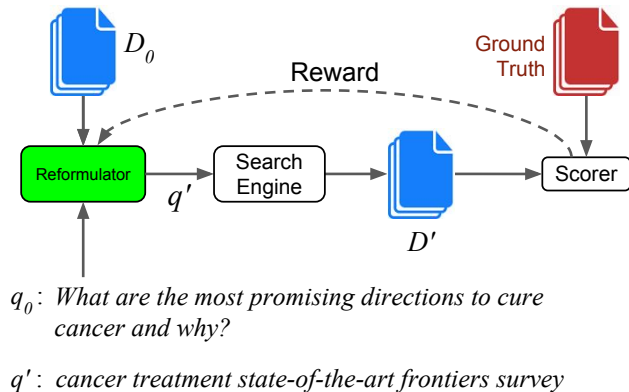 D₀
Ground
Truth
Reward
Reformulator
q'
Search
Engine
D'
Scorer
q₀ : What are the most promising directions to cure
cancer and why?
q' : cancer treatment state-of-the-art frontiers survey